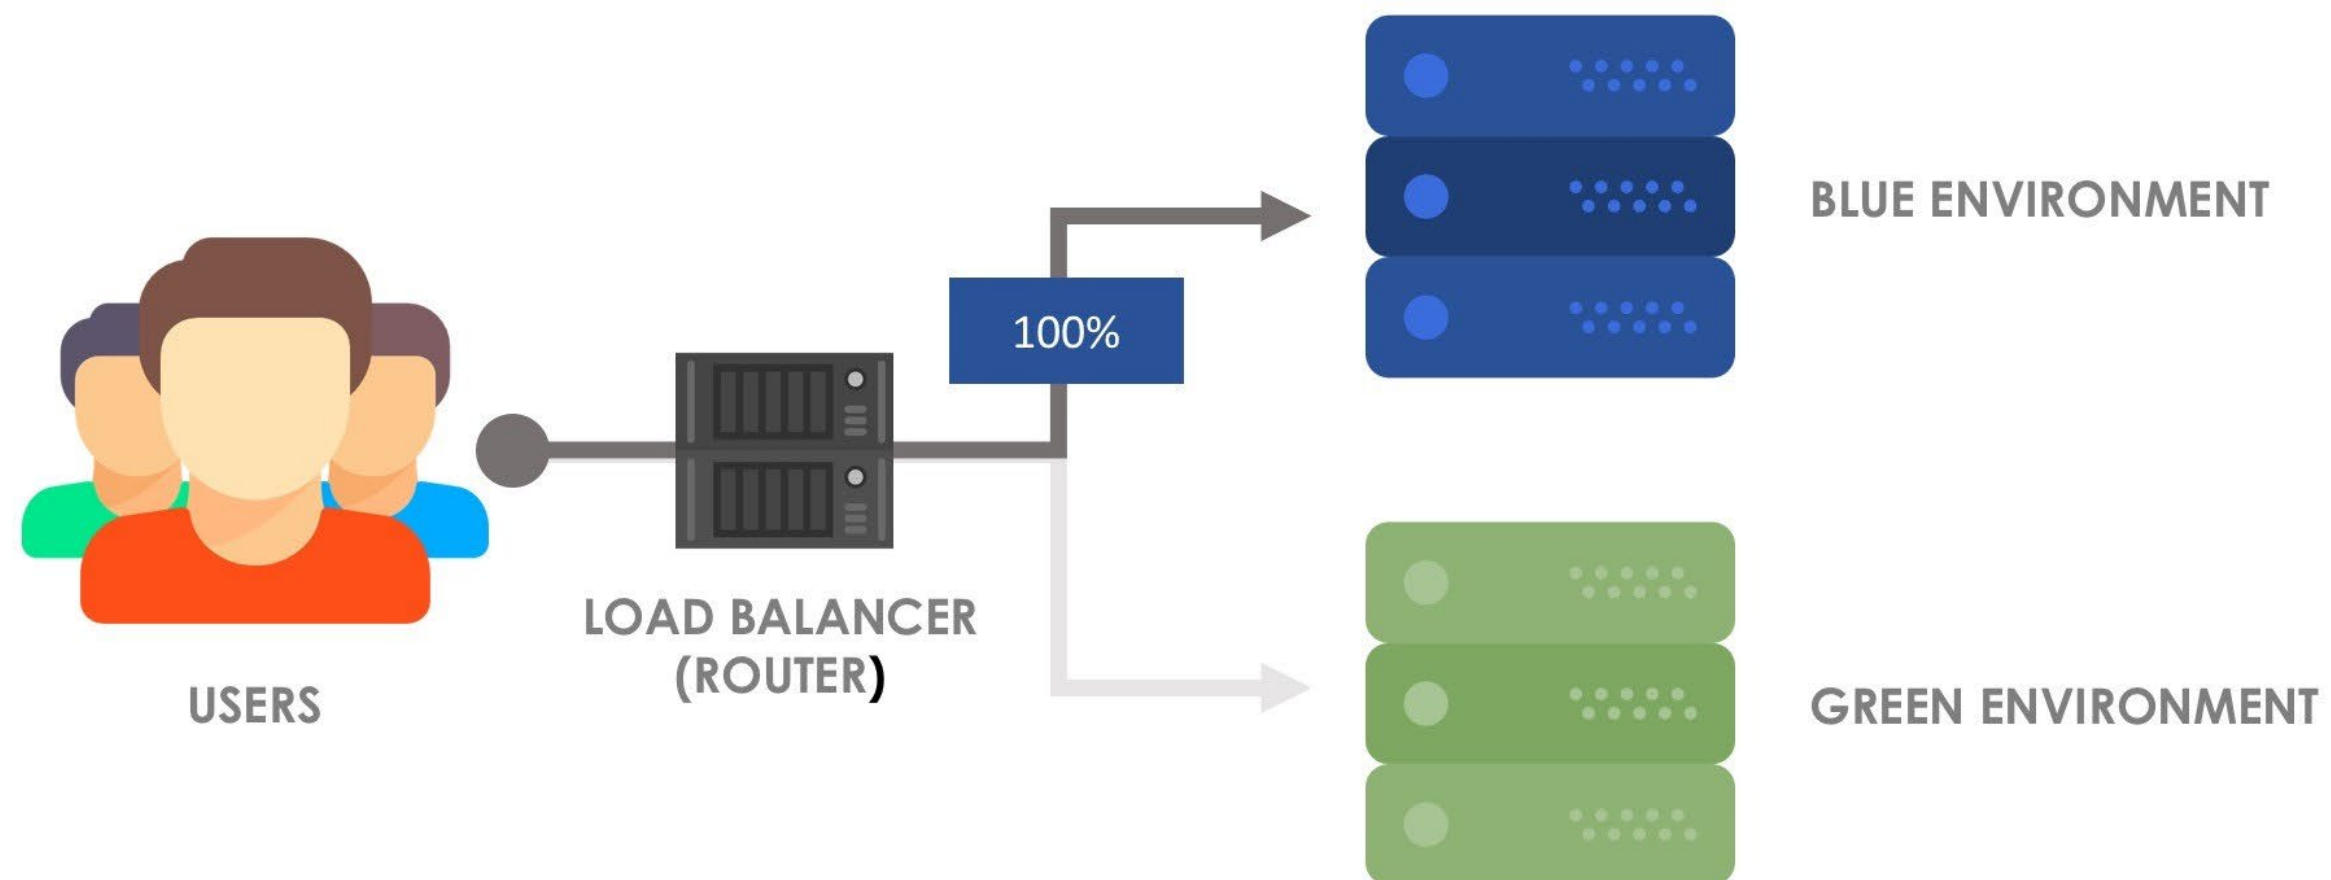 BLUE ENVIRONMENT
100%
LOAD BALANCER
(ROUTER)
USERS
GREEN ENVIRONMENT